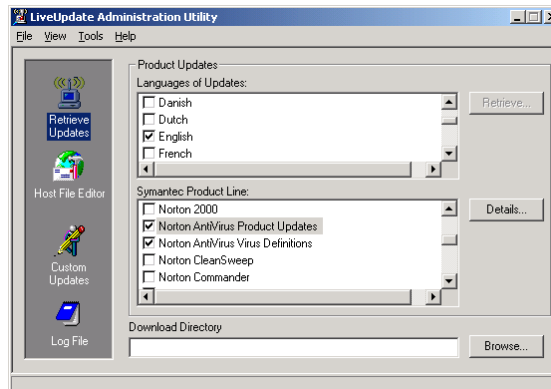 LiveUpdate Administration Utility
File View Tools Help
Retrieve Updates
Host File Editor
Custom Updates
Log File
Product Updates
Languages of Updates:
Danish
Dutch
English
French
Retrieve...
Symantec Product Line:
Norton 2000
Norton AntiVirus Product Updates
Norton AntiVirus Virus Definitions
Norton CleanSweep
Norton Commander
Details...
Download Directory
Browse...